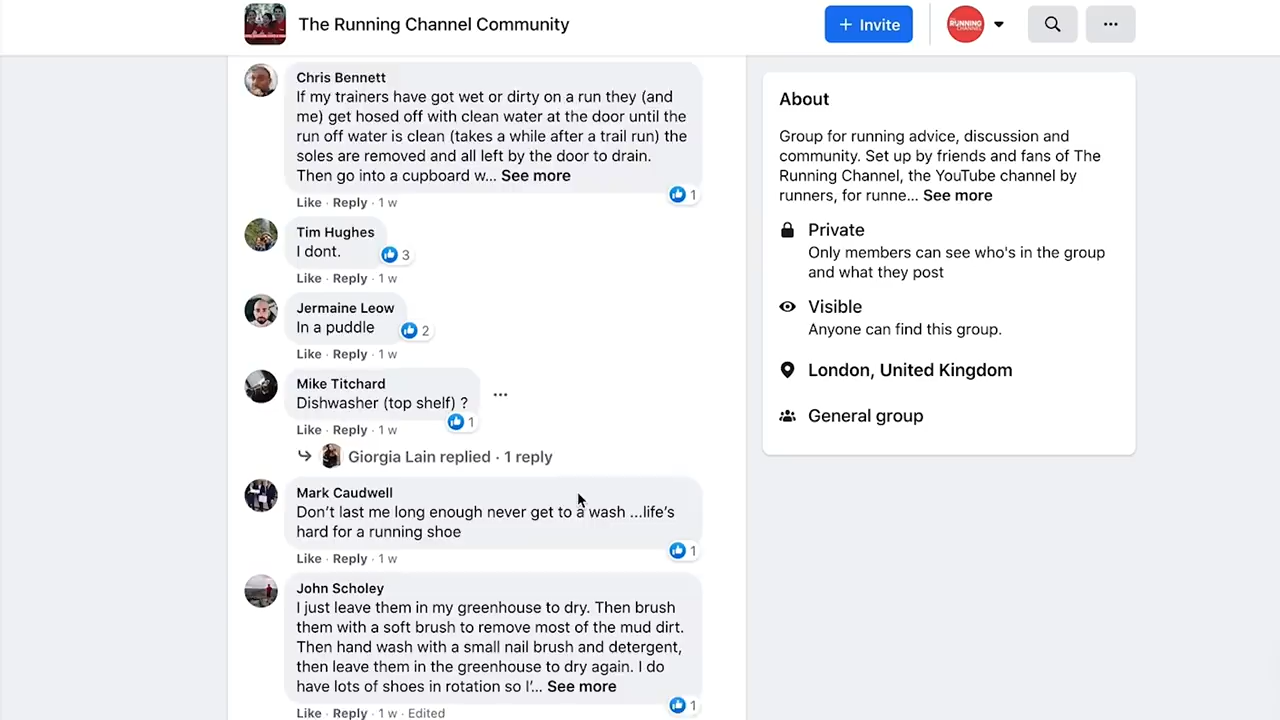 The Running Channel Community
+ Invite
RUNNING
CHANNEL
Chris Bennett
If my trainers have got wet or dirty on a run they (and
me) get hosed off with clean water at the door until the
run off water is clean (takes a while after a trail run) the
soles are removed and all left by the door to drain.
Then go into a cupboard w... See more
1
Like · Reply · 1 w
Tim Hughes
I dont.
3
Like · Reply · 1 w
Jermaine Leow
In a puddle
2
Like · Reply · 1 w
Mike Titchard
Dishwasher (top shelf) ?
1
Like · Reply · 1 w
Giorgia Lain replied · 1 reply
Mark Caudwell
Don’t last me long enough never get to a wash ...life’s
hard for a running shoe
1
Like · Reply · 1 w
John Scholey
I just leave them in my greenhouse to dry. Then brush
them with a soft brush to remove most of the mud dirt.
Then hand wash with a small nail brush and detergent,
then leave them in the greenhouse to dry again. I do
have lots of shoes in rotation so I’... See more
1
Like · Reply · 1 w · Edited
About
Group for running advice, discussion and
community. Set up by friends and fans of The
Running Channel, the YouTube channel by
runners, for runne... See more
Private
Only members can see who's in the group
and what they post
Visible
Anyone can find this group.
London, United Kingdom
General group